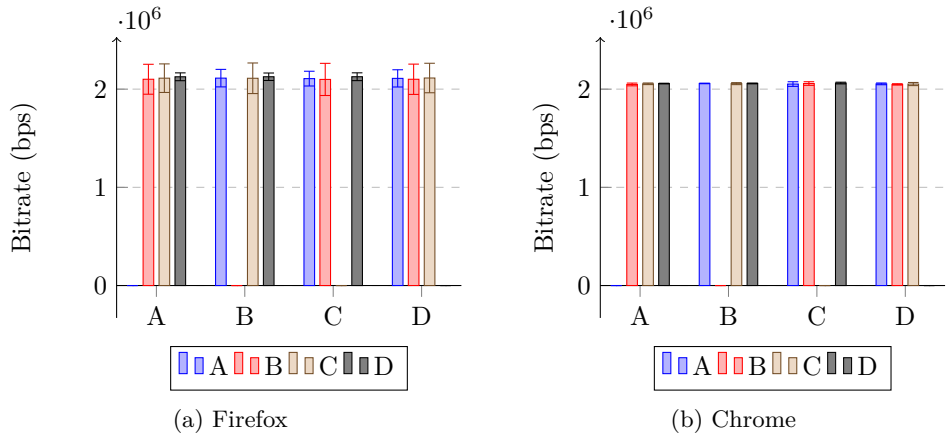 ·10⁶
Bitrate (bps)
2
1
0
A B C D
A B C D
(a) Firefox
·10⁶
Bitrate (bps)
2
1
0
A B C D
A B C D
(b) Chrome